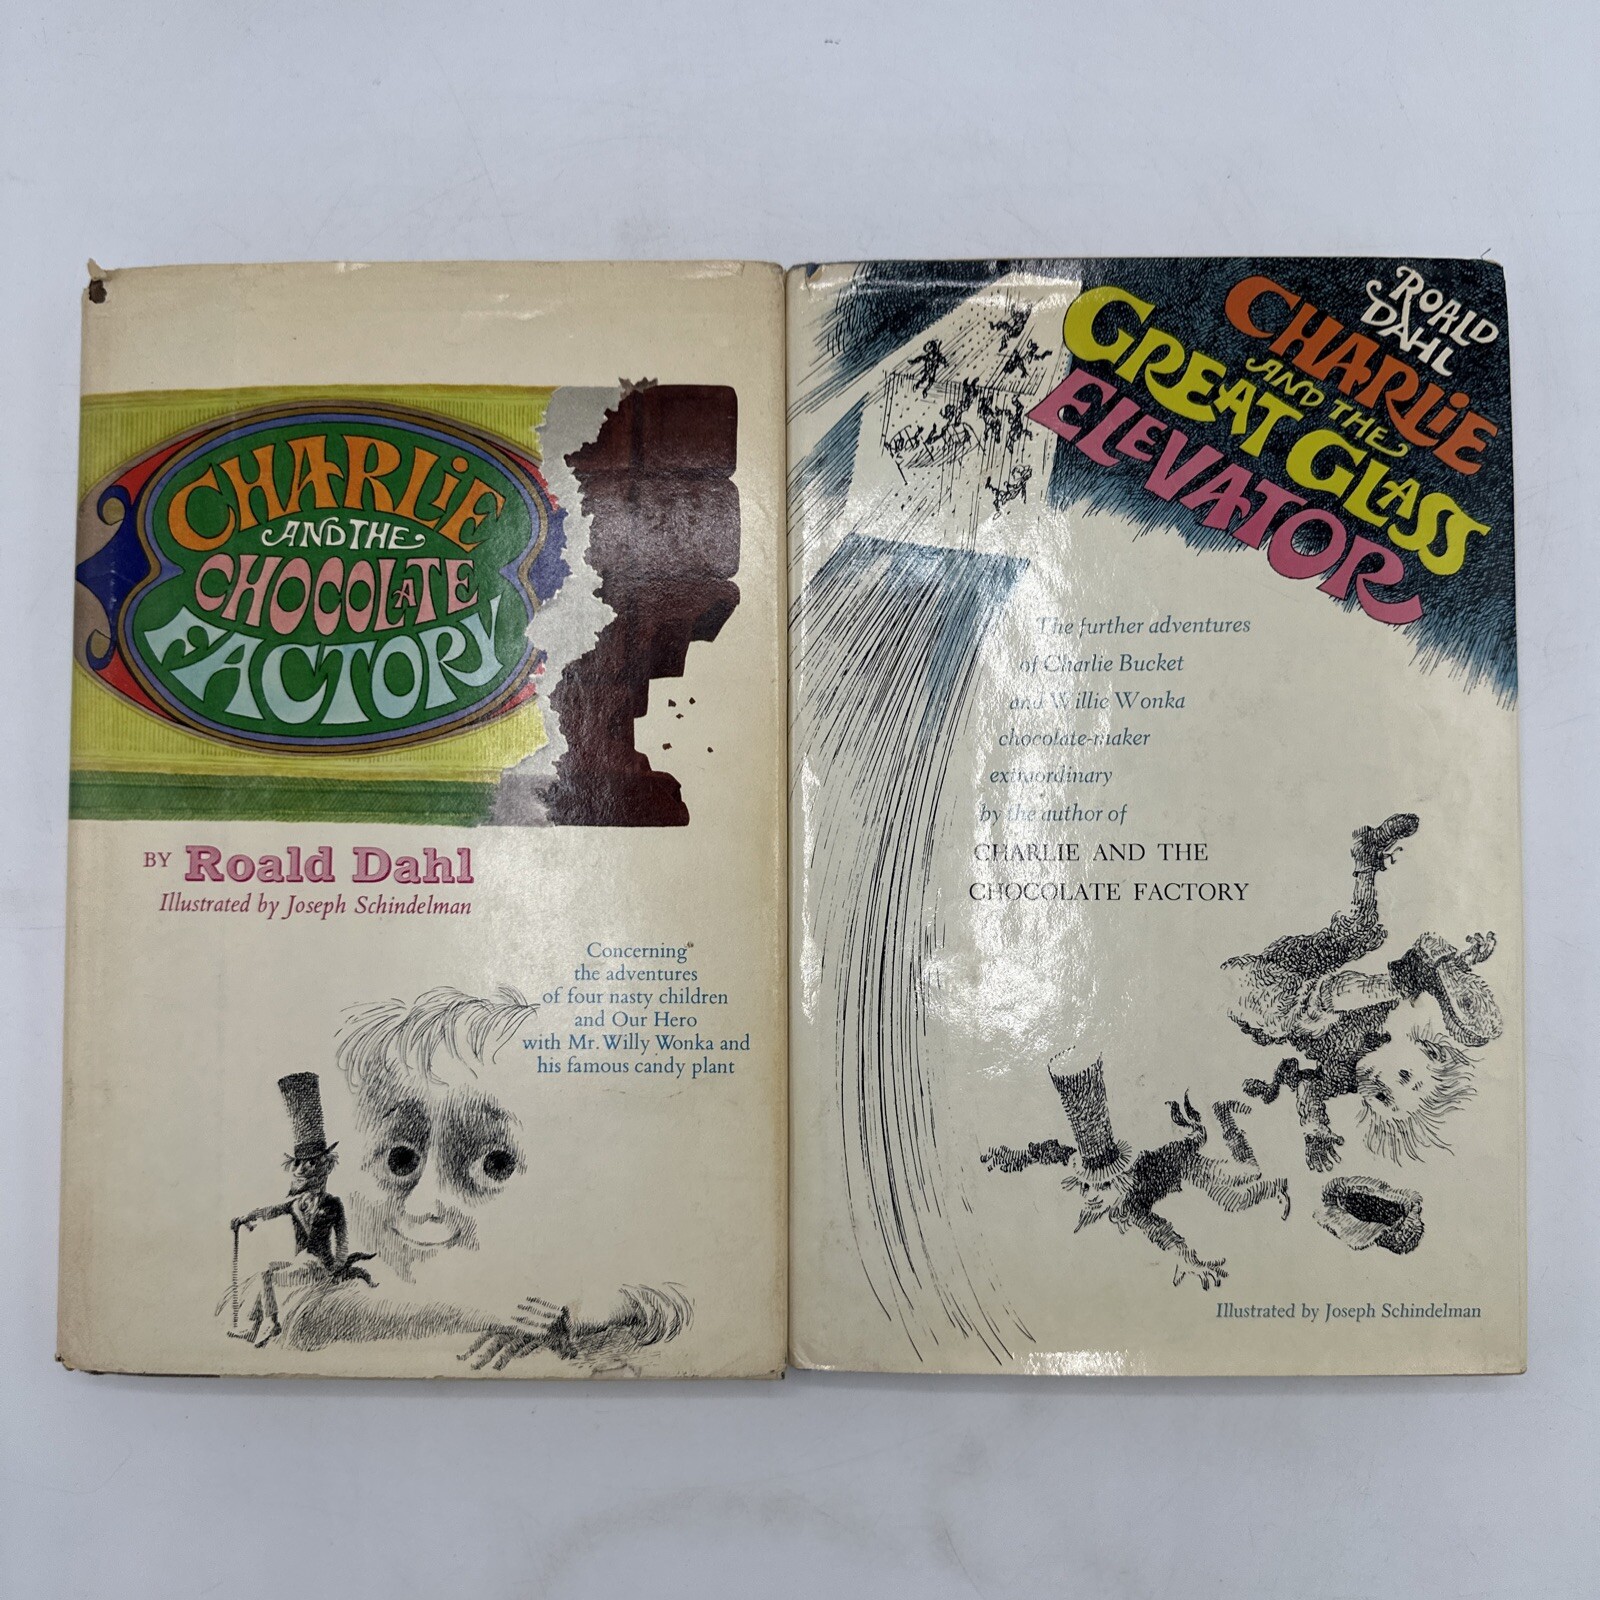 CHARLiE
AND THE
CHOCOLATE
FACTORY
BY Roald Dahl
Illustrated by Joseph Schindelman
Concerning
the adventures
of four nasty children
and Our Hero
with Mr. Willy Wonka and
his famous candy plant
ROALD
DAHL
CHARLiE
AND THE
GREAT GLASS
ELEVATOR
The further adventures
of Charlie Bucket
and Willie Wonka
chocolate-maker
extraordinary
by the author of
CHARLIE AND THE
CHOCOLATE FACTORY
Illustrated by Joseph Schindelman